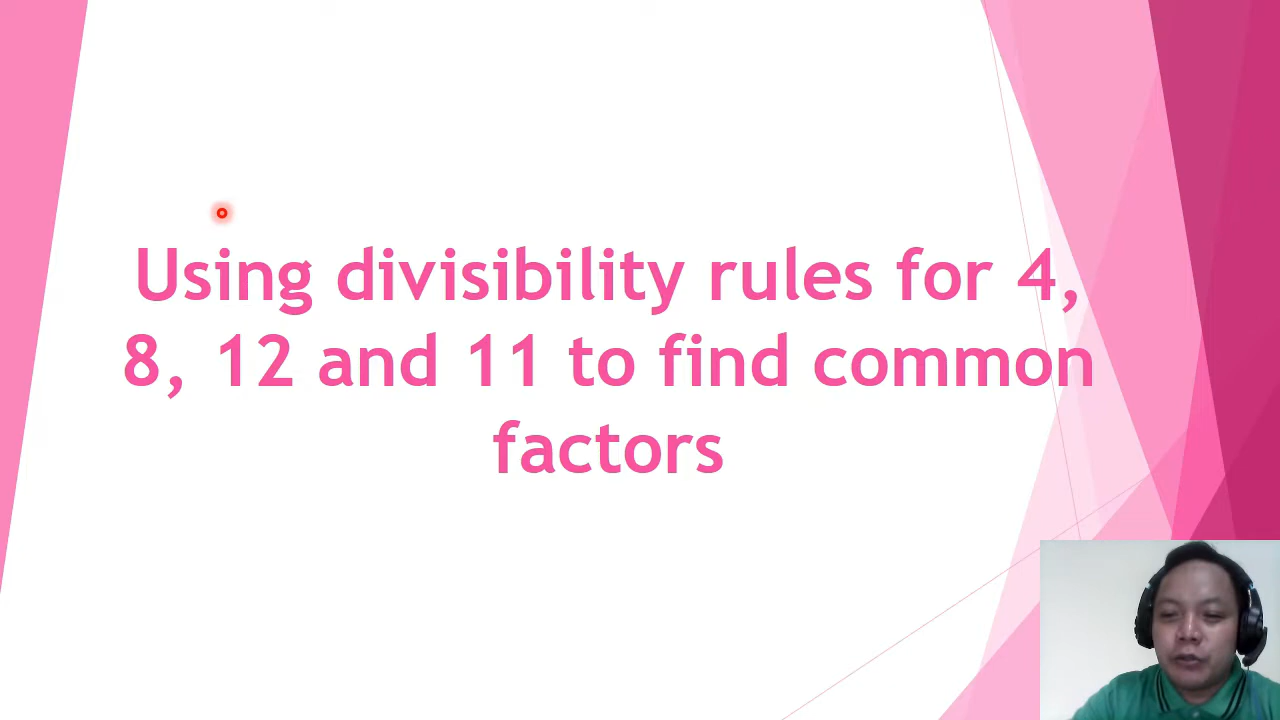 Using divisibility rules for 4,
8, 12 and 11 to find common
factors